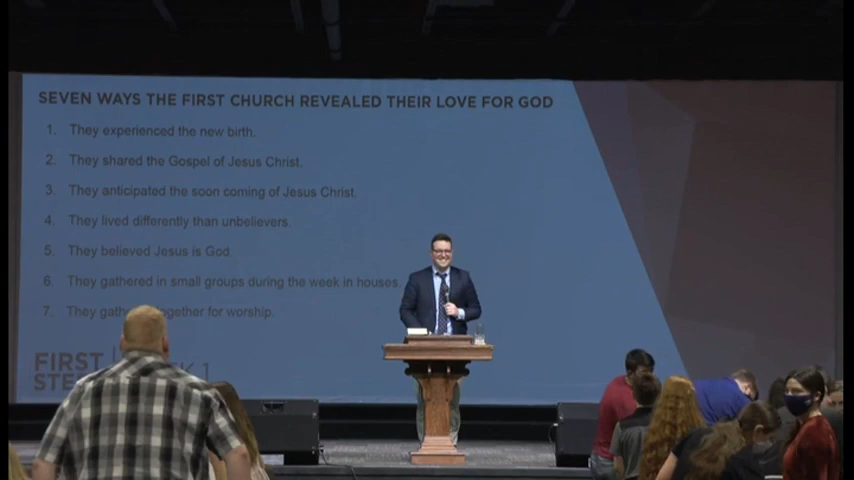 SEVEN WAYS THE FIRST CHURCH REVEALED THEIR LOVE FOR GOD
1. They experienced the new birth.
2. They shared the Gospel of Jesus Christ.
3. They anticipated the soon coming of Jesus Christ.
4. They lived differently than unbelievers.
5. They believed Jesus is God.
6. They gathered in small groups during the week in houses.
7. They together for worship.
FIRST
1